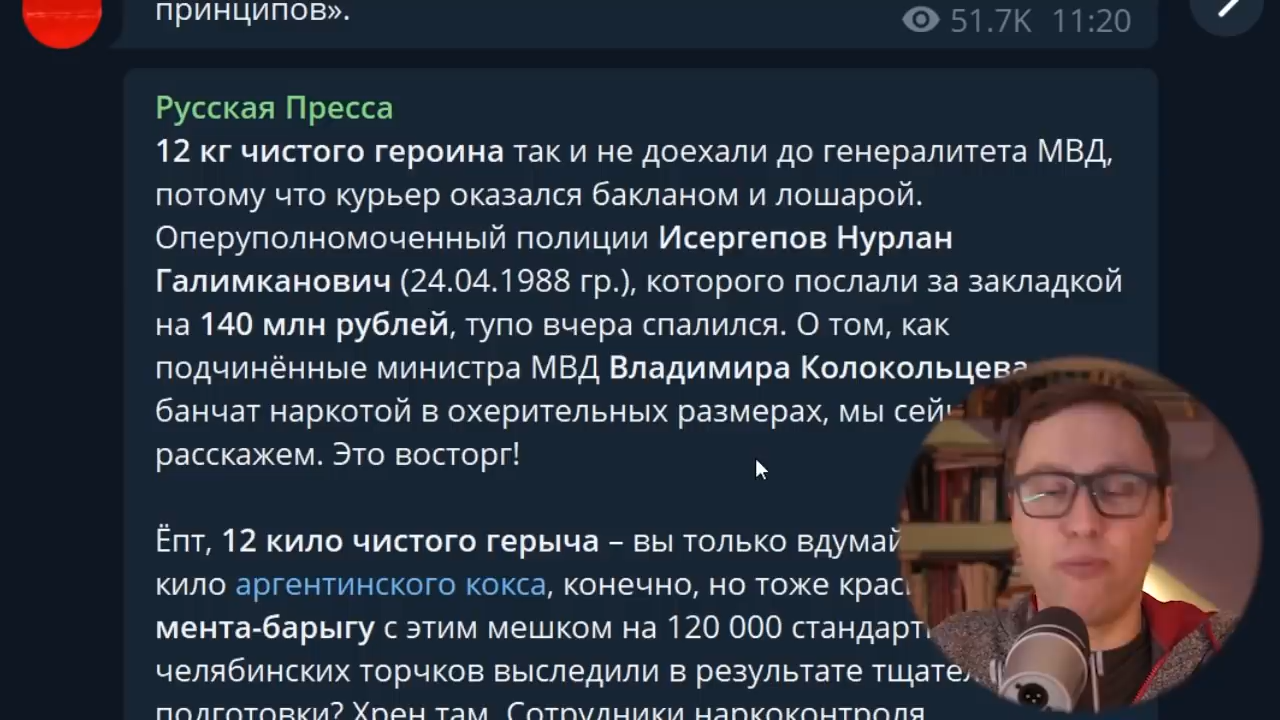 принципов».
51.7K 11:20
Русская Пресса
12 кг чистого героина так и не доехали до генералитета МВД,
потому что курьер оказался бакланом и лошарой.
Оперуполномоченный полиции Исергепов Нурлан
Галимканович (24.04.1988 гр.), которого послали за закладкой
на 140 млн рублей, тупо вчера спалился. О том, как
подчинённые министра МВД Владимира Колокольцева
банчат наркотой в охерительных размерах, мы
расскажем. Это восторг!
Ёпт, 12 кило чистого герыча – вы только
кило аргентинского кокса, конечно, но тоже
мента-барыгу с этим мешком на 120 000
челябинских торчков выследили в результате
подготовки? Хрен там. Сотрудники наркоконтроля